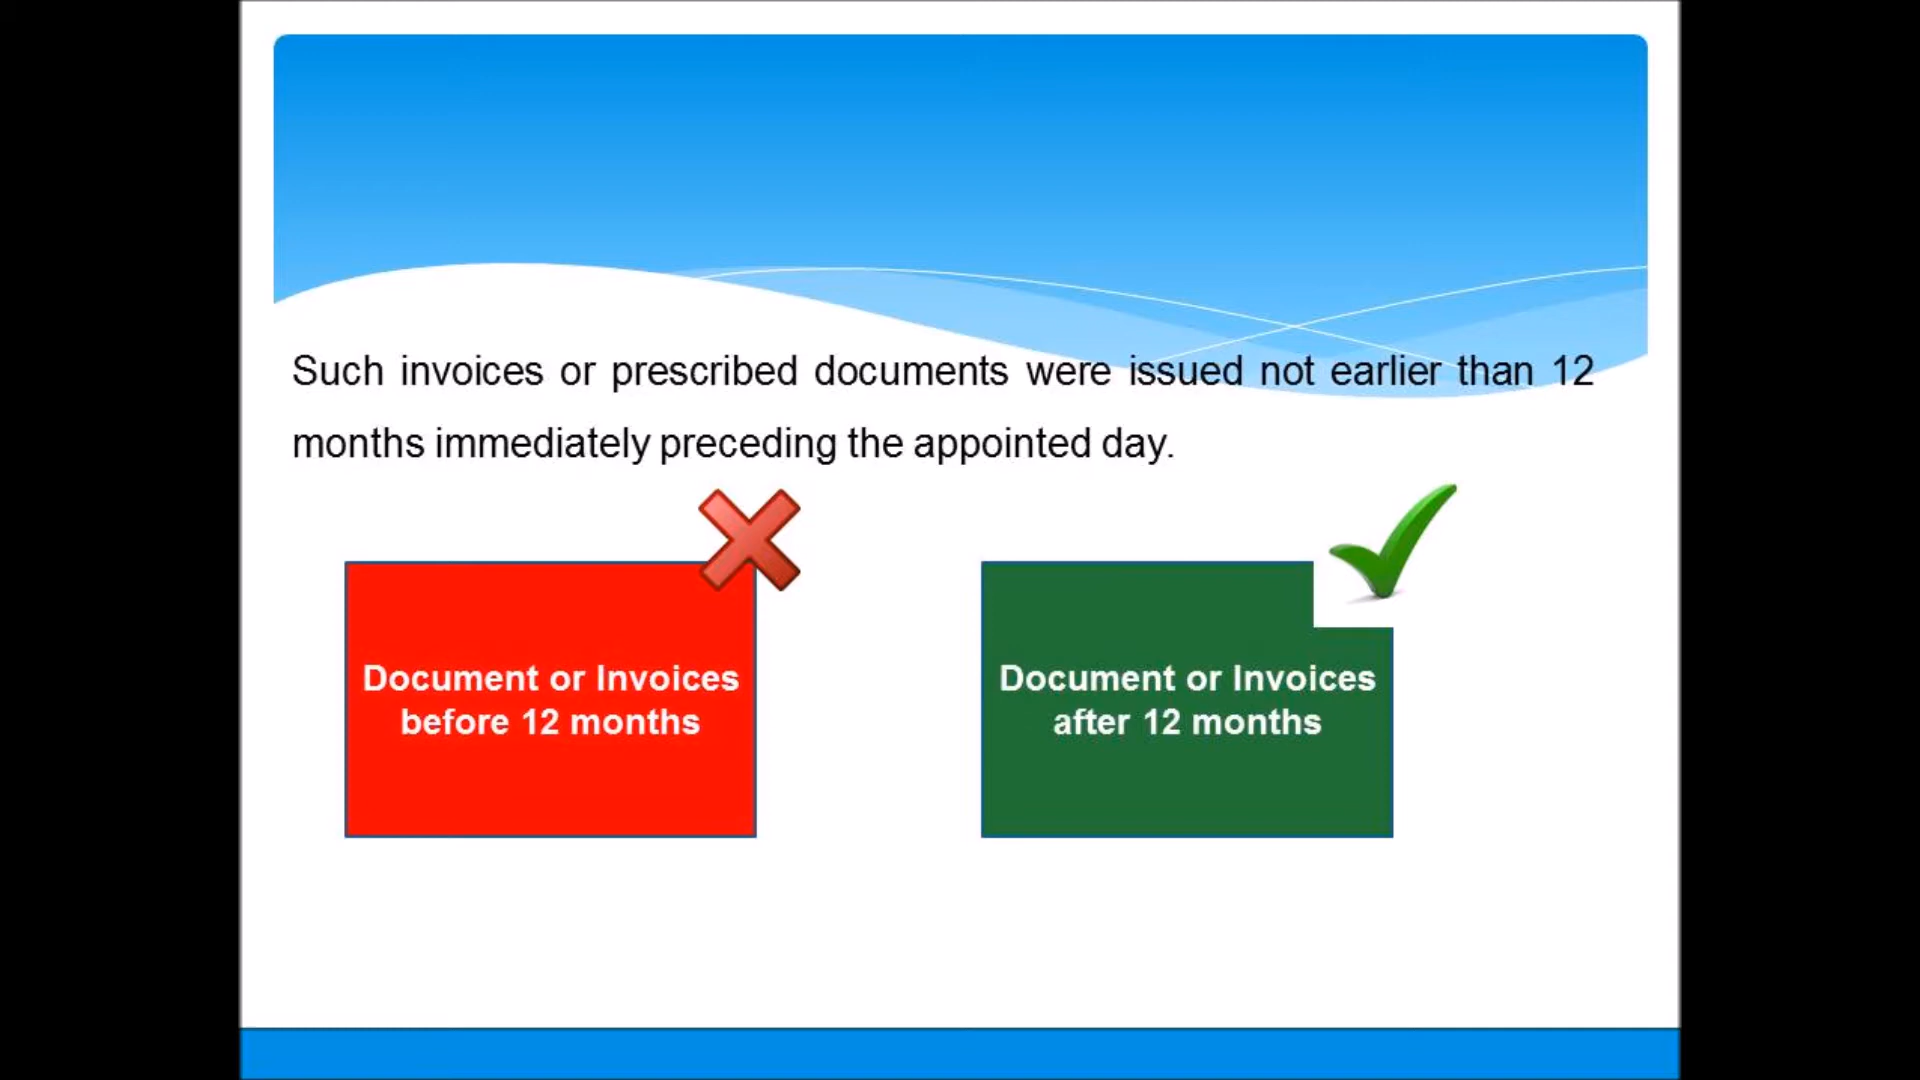 Such invoices or prescribed documents were issued not earlier than 12
months immediately preceding the appointed day.
Document or Invoices
before 12 months
Document or Invoices
after 12 months